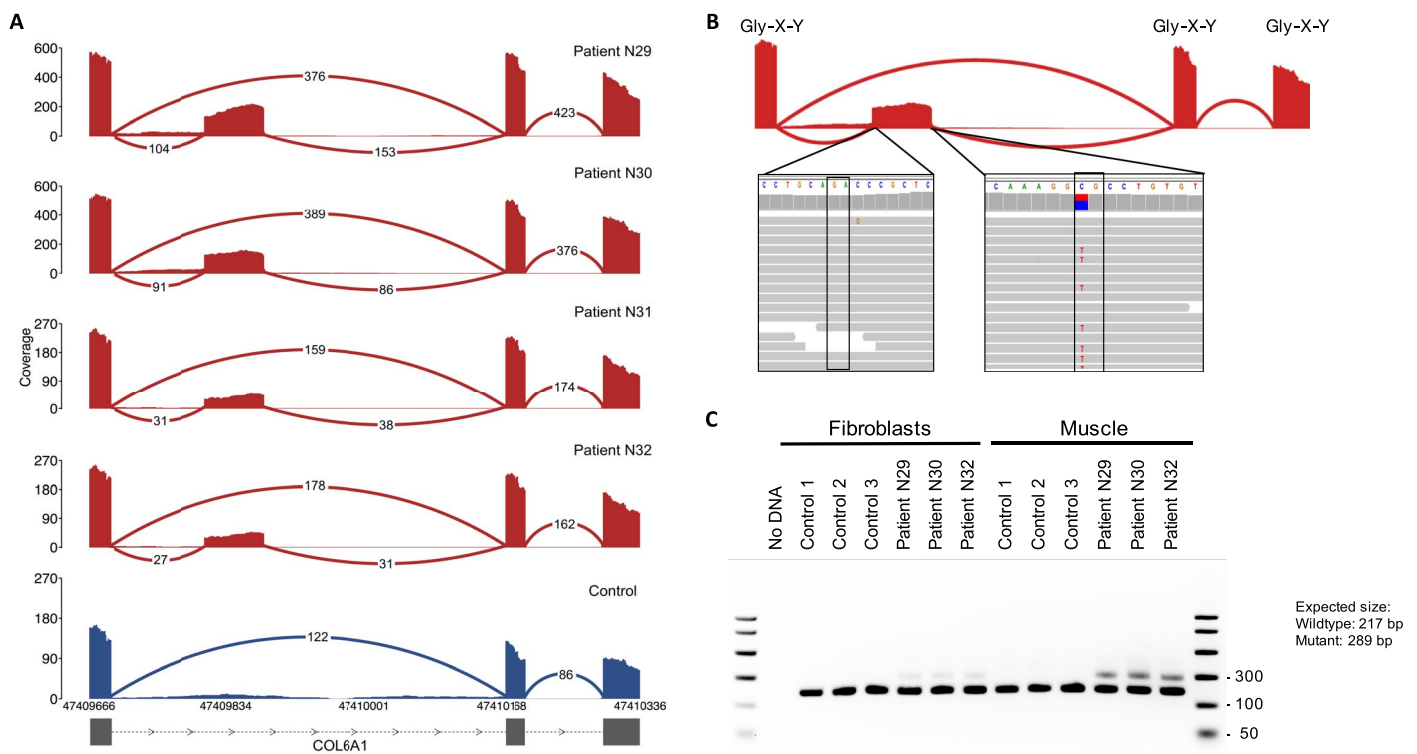 A
Coverage
Patient N29
600
400
200
0
376
423
104
153
Patient N30
600
400
200
0
389
376
91
86
Patient N31
270
180
90
0
159
174
31
38
Patient N32
270
180
90
0
178
162
27
31
Control
270
180
90
0
122
86
47409666
47409834
47410001
47410168
47410336
COL6A1
B
Gly-X-Y
Gly-X-Y
Gly-X-Y
C C T G C A G A C C C G C T C
G
C A A A G G C G C C T G T G T
T
T
T
T
T
T
C
Fibroblasts
Muscle
No DNA
Control 1
Control 2
Control 3
Patient N29
Patient N30
Patient N32
Control 1
Control 2
Control 3
Patient N29
Patient N30
Patient N32
- 300
- 100
- 50
Expected size:
Wildtype: 217 bp
Mutant: 289 bp